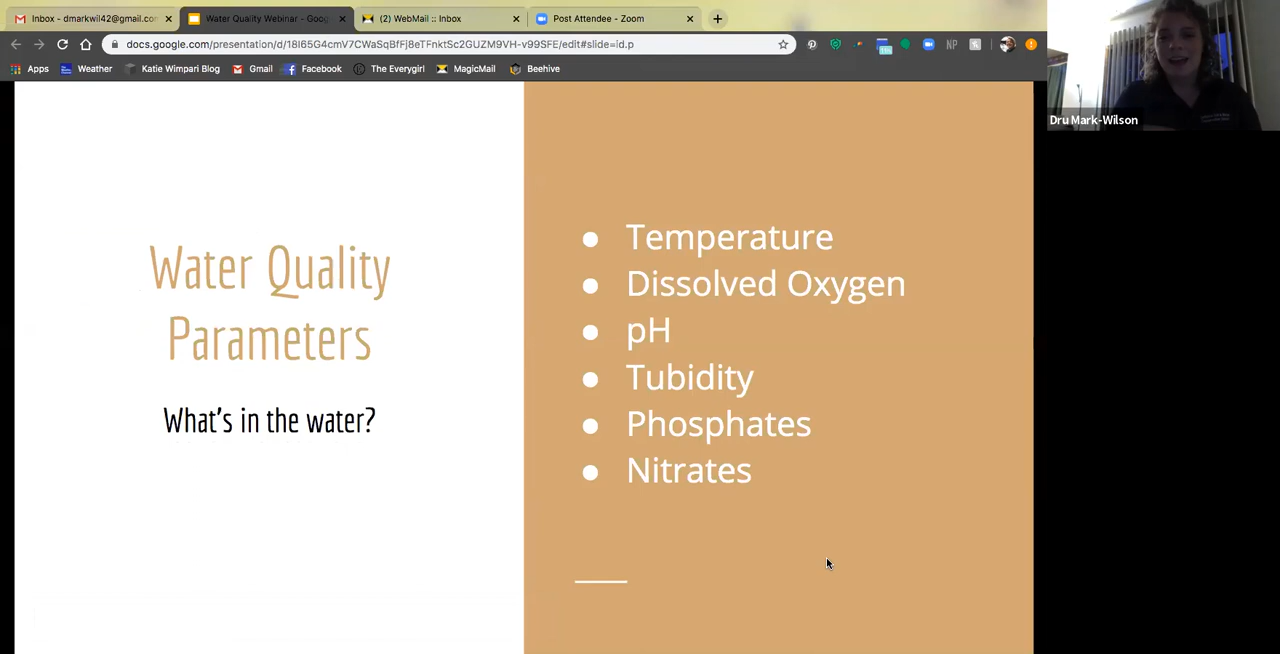 Inbox - dmarkwil42@gmail.co
Water Quality Webinar - Goog
(2) WebMail :: Inbox
Post Attendee - Zoom
docs.google.com/presentation/d/18I65G4cmV7CWaSqBfFj8eTFnktSc2GUZM9VH-v99SFE/edit#slide=id.p
NP
Apps
Weather
Katie Wimpari Blog
Gmail
Facebook
The Everygirl
MagicMail
Beehive
Dru Mark-Wilson
Water Quality
Parameters
What's in the water?
● Temperature
● Dissolved Oxygen
● pH
● Tubidity
● Phosphates
● Nitrates